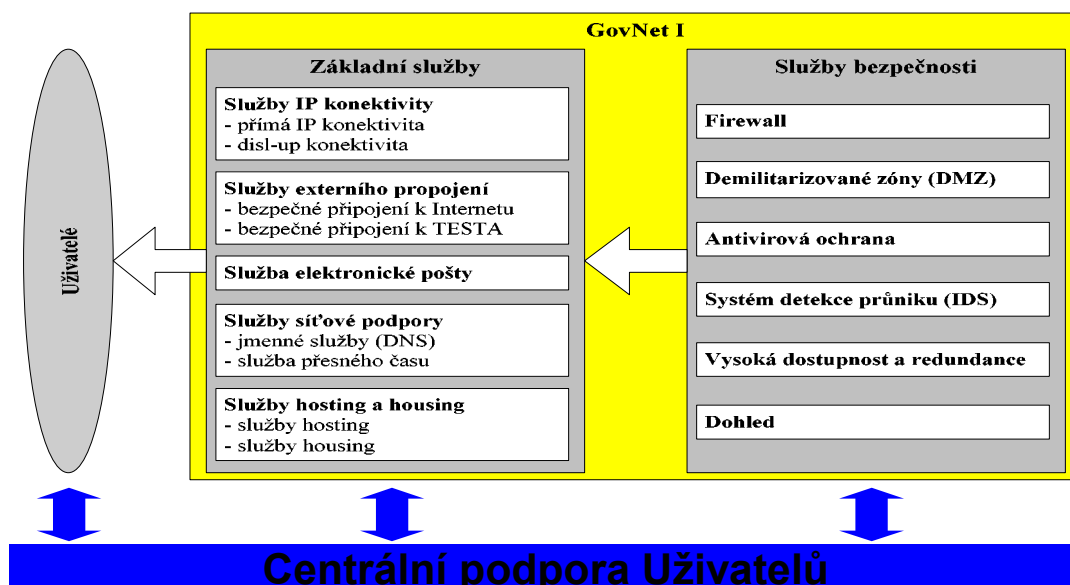 GovNet I
Uživatelé
Základní služby
Služby IP konektivity
- přímá IP konektivita
- disl-up konektivita
Služby externího propojení
- bezpečné připojení k Internetu
- bezpečné připojení k TESTA
Služba elektronické pošty
Služby síťové podpory
- jmenné služby (DNS)
- služba přesného času
Služby hosting a housing
- služby hosting
- služby housing
Služby bezpečnosti
Firewall
Demilitarizované zóny (DMZ)
Antivirová ochrana
Systém detekce průniku (IDS)
Vysoká dostupnost a redundance
Dohled
Centrální podpora Uživatelů